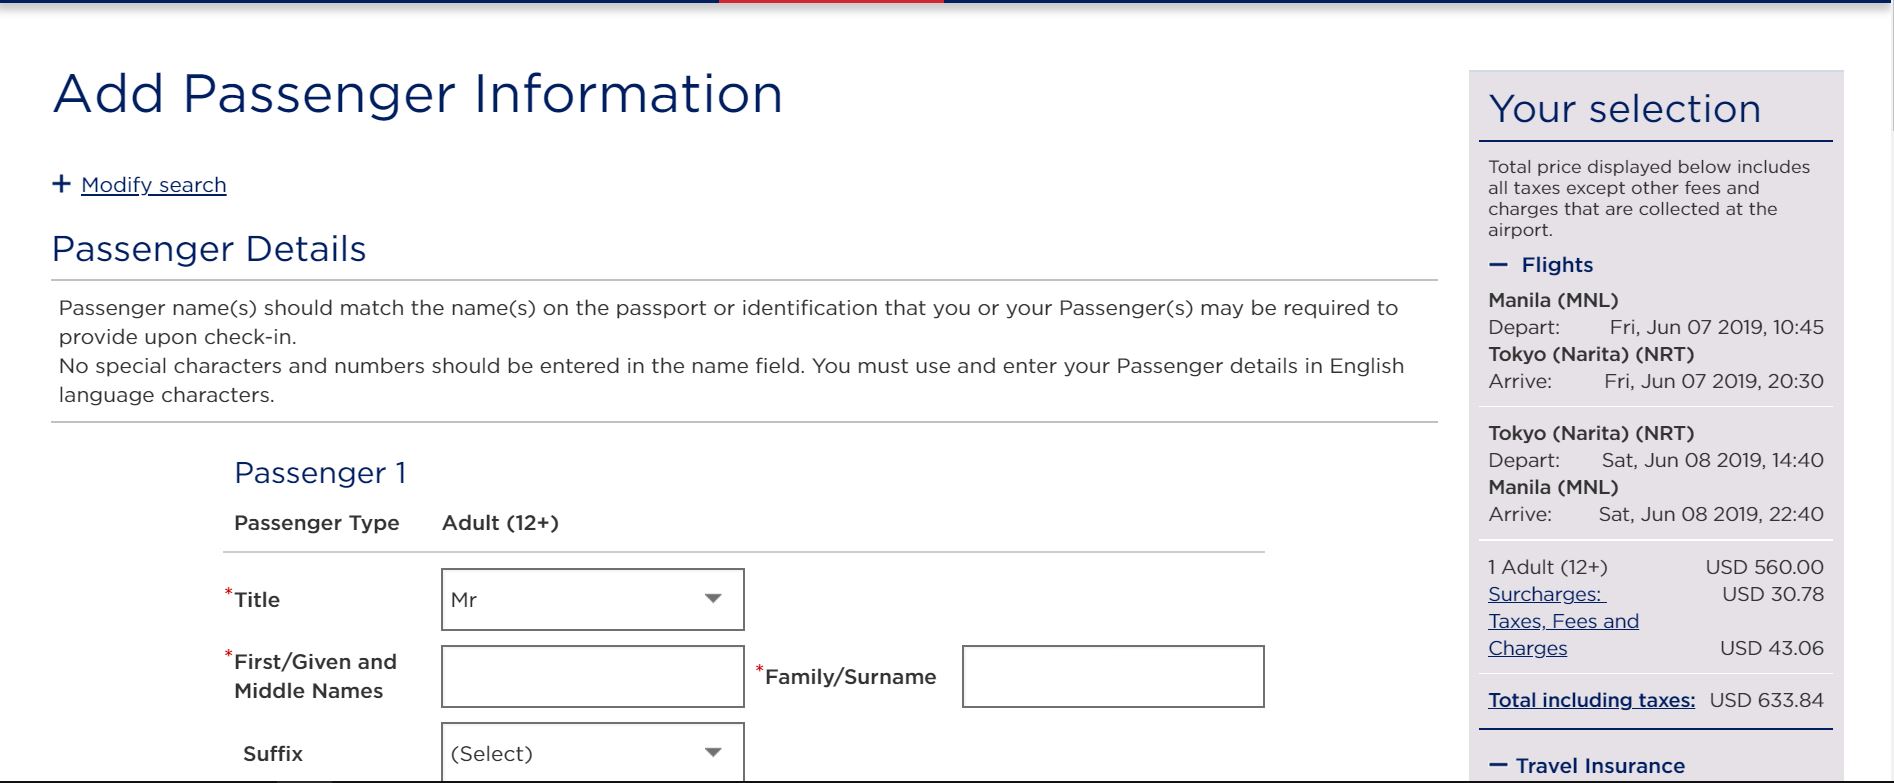 Add Passenger Information
+ Modify search
Passenger Details
Passenger name(s) should match the name(s) on the passport or identification that you or your Passenger(s) may be required to
provide upon check-in.
No special characters and numbers should be entered in the name field. You must use and enter your Passenger details in English
language characters.
Passenger 1
Passenger Type Adult (12+)
*Title Mr
*First/Given and
Middle Names
*Family/Surname
Suffix (Select)
Your selection
Total price displayed below includes
all taxes except other fees and
charges that are collected at the
airport.
— Flights
Manila (MNL)
Depart: Fri, Jun 07 2019, 10:45
Tokyo (Narita) (NRT)
Arrive: Fri, Jun 07 2019, 20:30
Tokyo (Narita) (NRT)
Depart: Sat, Jun 08 2019, 14:40
Manila (MNL)
Arrive: Sat, Jun 08 2019, 22:40
1 Adult (12+) USD 560.00
Surcharges: USD 30.78
Taxes, Fees and
Charges USD 43.06
Total including taxes: USD 633.84
— Travel Insurance